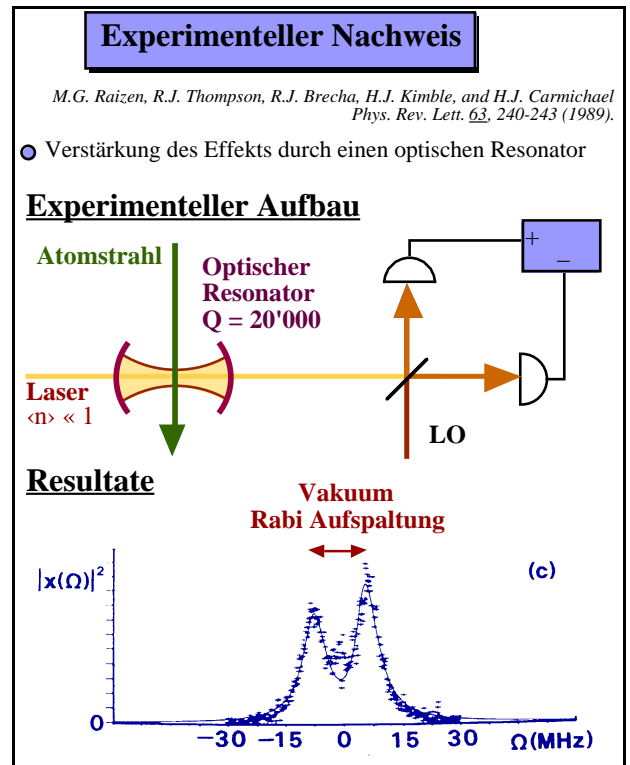 Experimenteller Nachweis
M.G. Raizen, R.J. Thompson, R.J. Brecha, H.J. Kimble, and H.J. Carmichael
Phys. Rev. Lett. 63, 240-243 (1989).
Verstärkung des Effekts durch einen optischen Resonator
Experimenteller Aufbau
Atomstrahl
Optischer
Resonator
Q = 20'000
+
−
Laser
‹n› « 1
LO
Resultate
Vakuum
Rabi Aufspaltung
|x(Ω)|²
(c)
0
−30 −15 0 15 30 Ω(MHz)